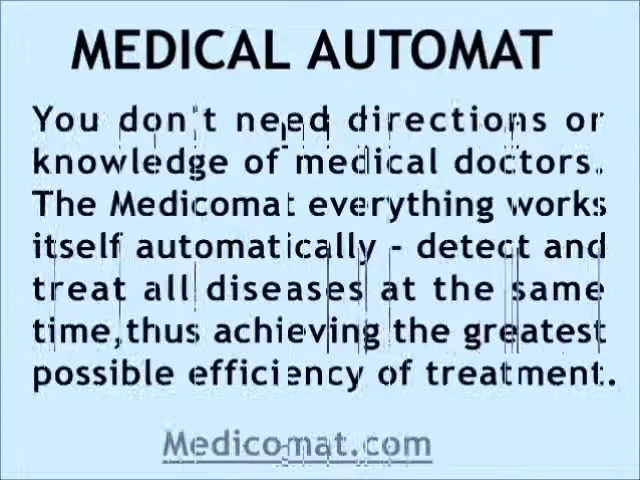 MEDICAL AUTOMAT
You don't need directions or
knowledge of medical doctors.
The Medicomat everything works
itself automatically - detect and
treat all diseases at the same
time,thus achieving the greatest
possible efficiency of treatment.
Medicomat.com